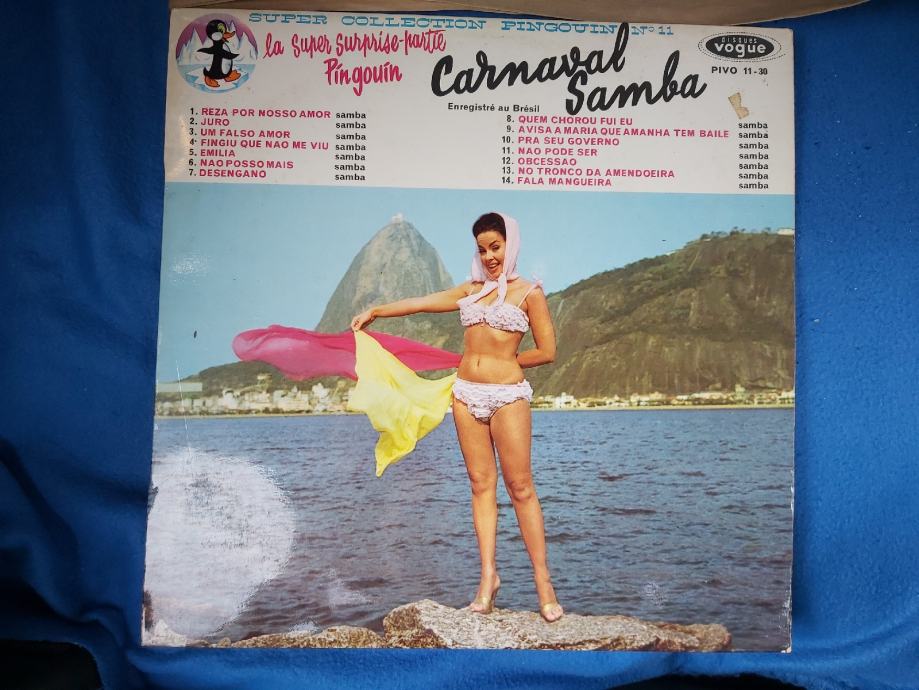 SUPER COLLECTION PINGOUIN N° 11
la super surprise-partie
Pingouin
Carnaval
Samba
disques
vogue
PIVO 11-30
Enregistré au Brésil
1. REZA POR NOSSO AMOR samba
2. JURO samba
3. UM FALSO AMOR samba
4. FINGIU QUE NAO ME VIU samba
5. EMILIA samba
6. NAO POSSO MAIS samba
7. DESENGANO samba
8. QUEM CHOROU FUI EU samba
9. AVISA A MARIA QUE AMANHA TEM BAILE samba
10. PRA SEU GOVERNO samba
11. NAO PODE SER samba
12. OBCESSAO samba
13. NO TRONCO DA AMENDOEIRA samba
14. FALA MANGUEIRA samba